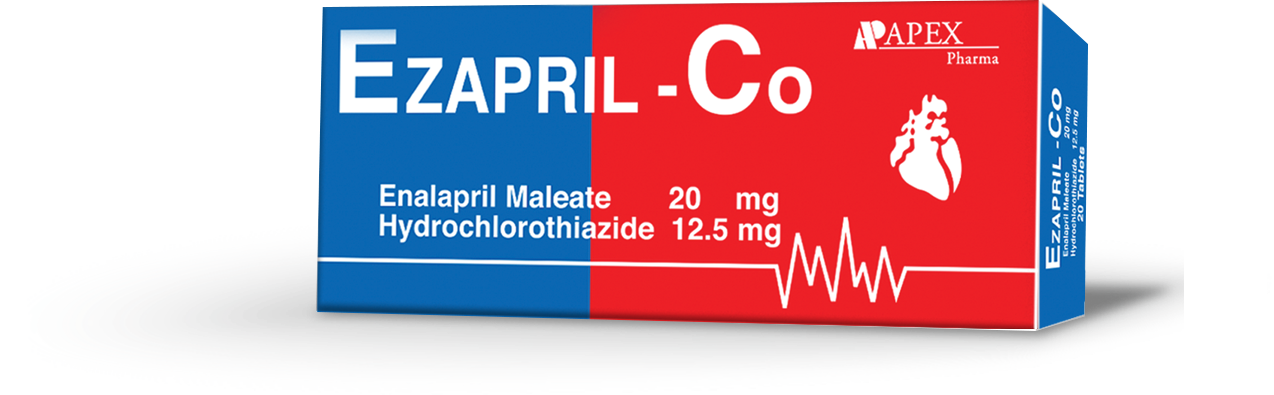 EZAPRIL -CO
APEX
Pharma
Enalapril Maleate 20 mg
Hydrochlorothiazide 12.5 mg
EZAPRIL -CO
Enalapril Maleate 20 mg
Hydrochlorothiazide 12.5 mg
20 Tablets